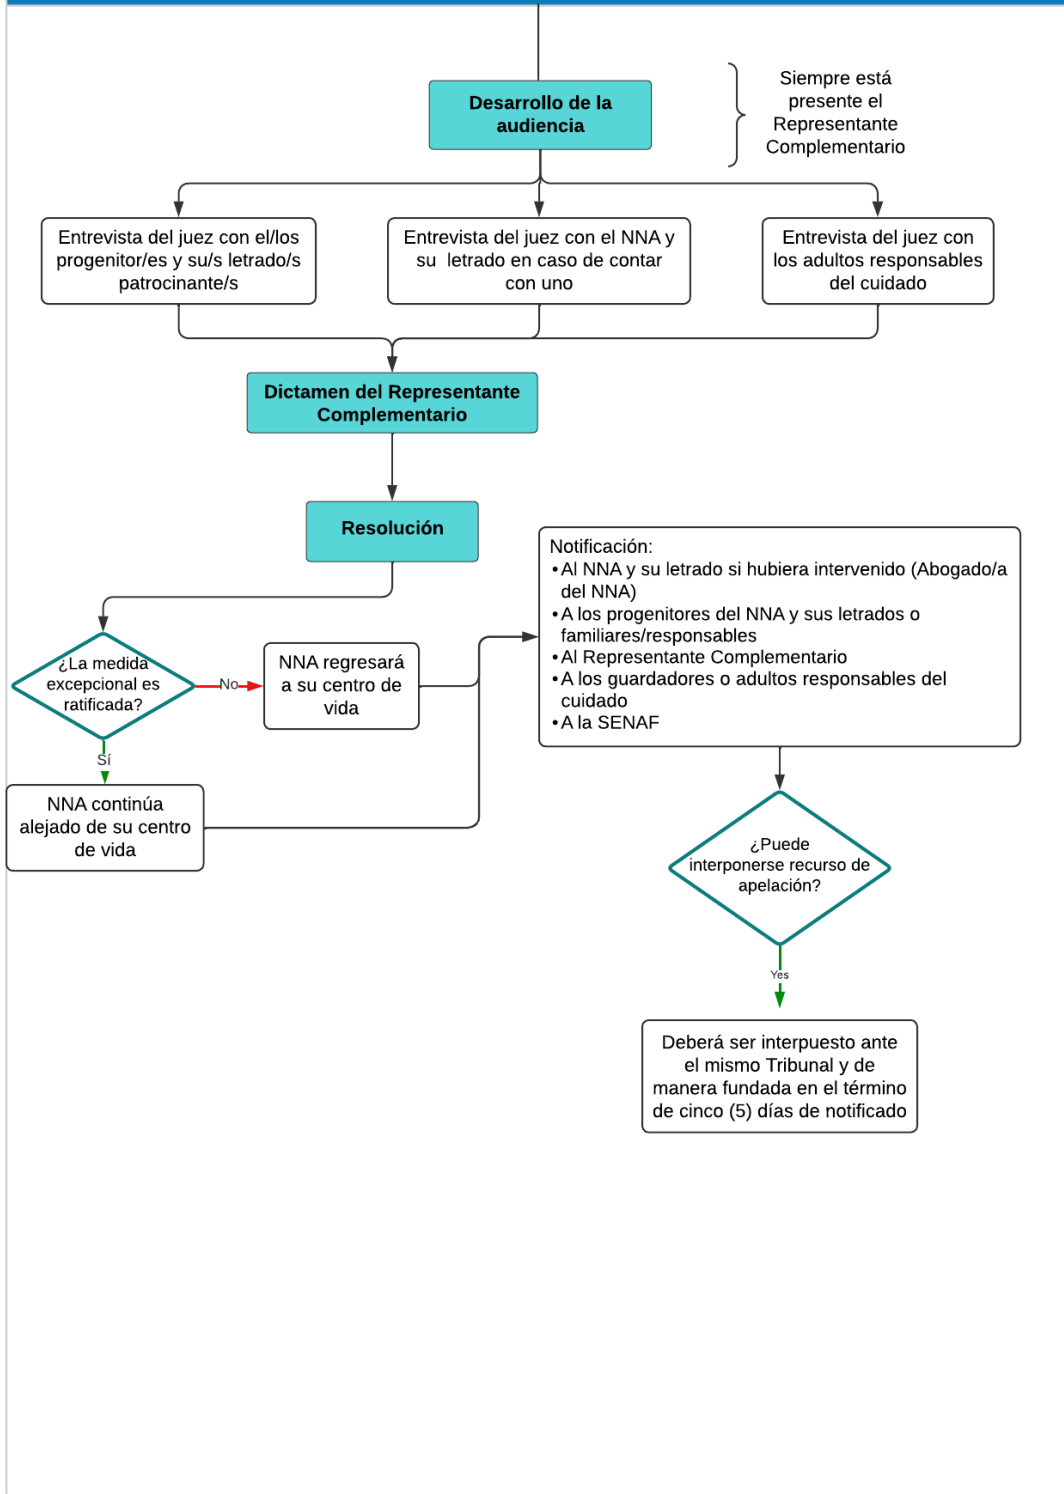 Desarrollo de la
audiencia
Siempre está
presente el
Representante
Complementario
Entrevista del juez con el/los
progenitor/es y su/s letrado/s
patrocinante/s
Entrevista del juez con el NNA y
su letrado en caso de contar
con uno
Entrevista del juez con
los adultos responsables
del cuidado
Dictamen del Representante
Complementario
Resolución
¿La medida
excepcional es
ratificada?
No
NNA regresará
a su centro de
vida
Sí
NNA continúa
alejado de su centro
de vida
Notificación:
• Al NNA y su letrado si hubiera intervenido (Abogado/a
del NNA)
• A los progenitores del NNA y sus letrados o
familiares/responsables
• Al Representante Complementario
• A los guardadores o adultos responsables del
cuidado
• A la SENAF
¿Puede
interponerse recurso de
apelación?
Yes
Deberá ser interpuesto ante
el mismo Tribunal y de
manera fundada en el término
de cinco (5) días de notificado